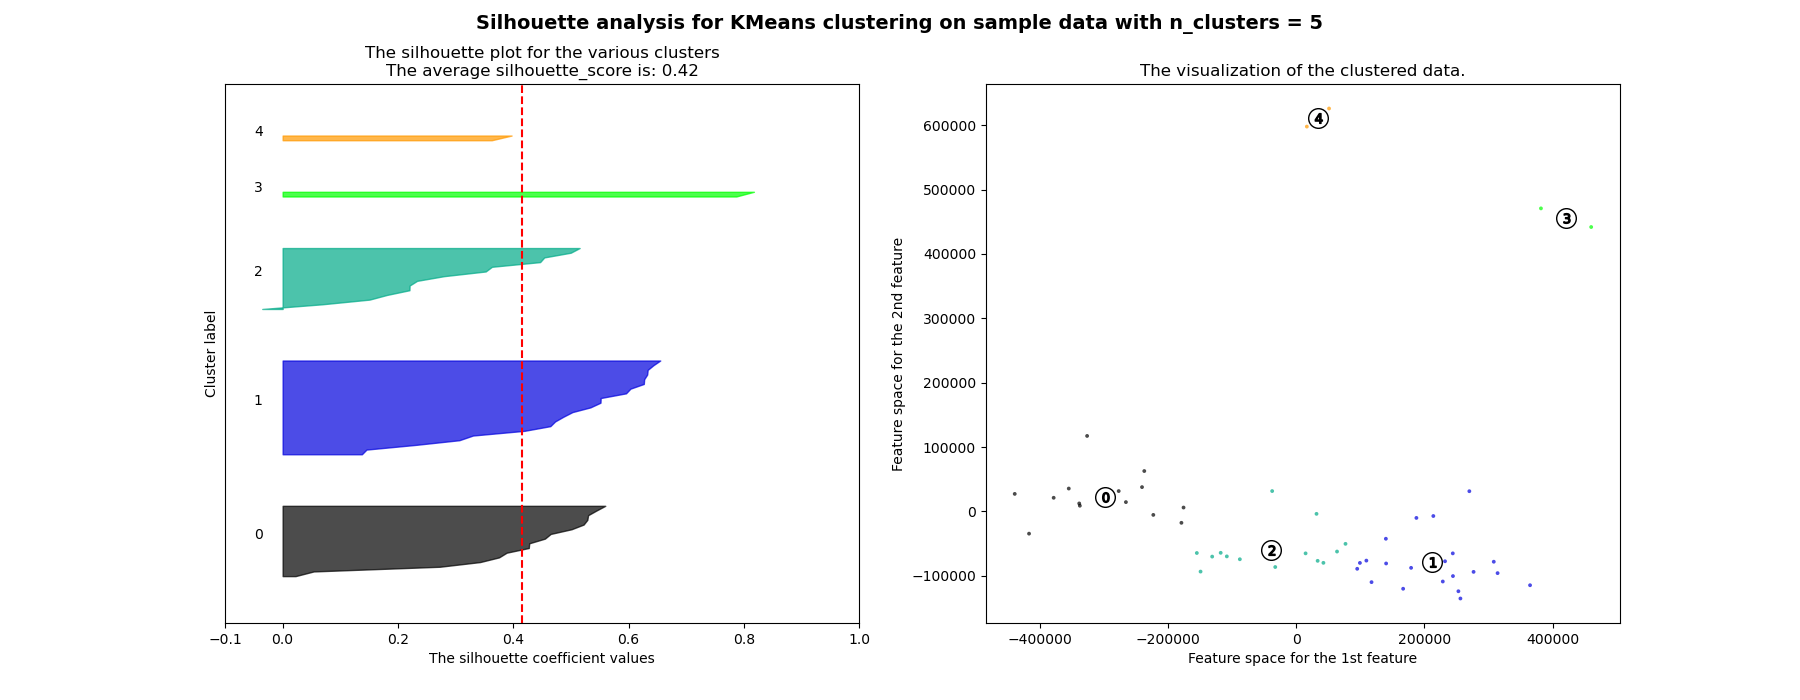 Silhouette analysis for KMeans clustering on sample data with n_clusters = 5
The silhouette plot for the various clusters
The average silhouette_score is: 0.42
4
3
2
1
0
Cluster label
−0.1 0.0 0.2 0.4 0.6 0.8 1.0
The silhouette coefficient values
The visualization of the clustered data.
600000
500000
400000
300000
200000
100000
0
−100000
Feature space for the 2nd feature
4
3
0
2
1
−400000 −200000 0 200000 400000
Feature space for the 1st feature